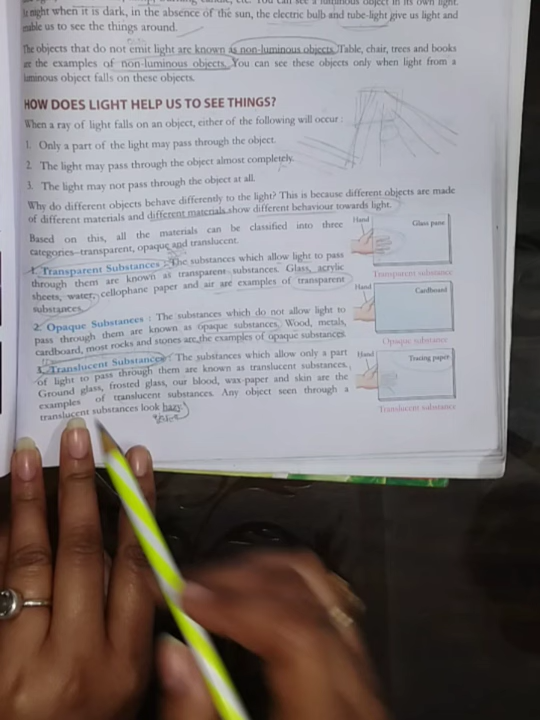 can see a luminous object in its own light.
At night when it is dark, in the absence of the sun, the electric bulb and tube-light give us light and
enable us to see the things around.
The objects that do not emit light are known as non-luminous objects. Table, chair, trees and books
are the examples of non-luminous objects. You can see these objects only when light from a
luminous object falls on these objects.
HOW DOES LIGHT HELP US TO SEE THINGS?
When a ray of light falls on an object, either of the following will occur :
1. Only a part of the light may pass through the object.
2. The light may pass through the object almost completely.
3. The light may not pass through the object at all.
Why do different objects behave differently to the light? This is because different objects are made
of different materials and different materials show different behaviour towards light.
Based on this, all the materials can be classified into three
categories–transparent, opaque and translucent.
1. Transparent Substances : The substances which allow light to pass
through them are known as transparent substances. Glass, acrylic
sheets, water, cellophane paper and air are examples of transparent
substances.
Hand
Glass pane
Transparent substance
2. Opaque Substances : The substances which do not allow light to
pass through them are known as opaque substances. Wood, metals,
cardboard, most rocks and stones are the examples of opaque substances.
Hand
Cardboard
Opaque substance
3. Translucent Substances : The substances which allow only a part
of light to pass through them are known as translucent substances.
Ground glass, frosted glass, our blood, wax-paper and skin are the
examples of translucent substances. Any object seen through a
translucent substances look hazy.
Hand
Tracing paper
Translucent substance